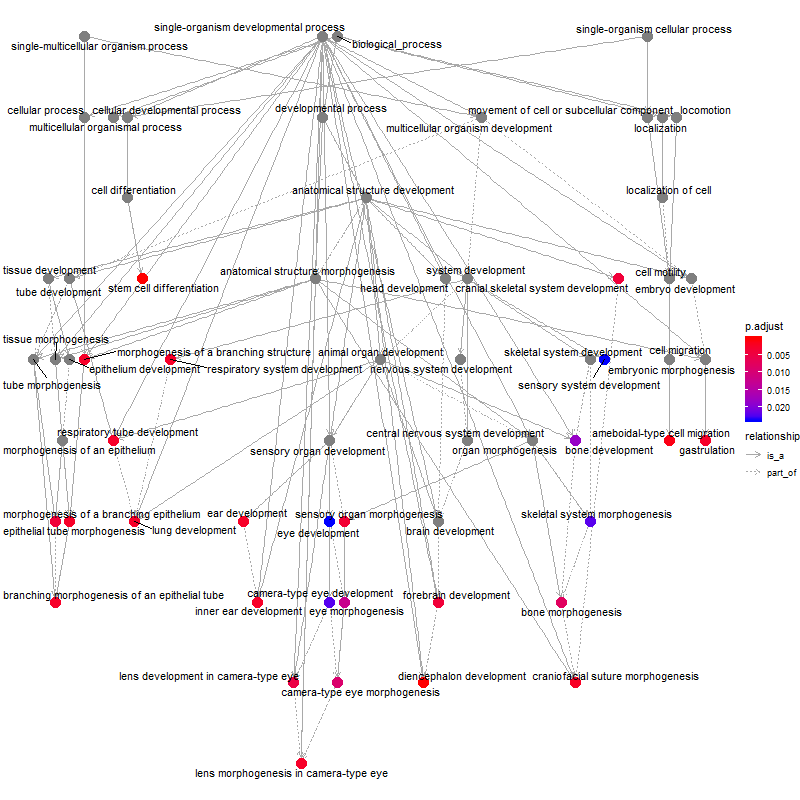 single-organism developmental process
single-organism cellular process
single-multicellular organism process
biological_process
cellular process
cellular developmental process
developmental process
movement of cell or subcellular component
locomotion
multicellular organismal process
multicellular organism development
localization
cell differentiation
anatomical structure development
localization of cell
tissue development
anatomical structure morphogenesis
system development
cell motility
tube development
stem cell differentiation
head development
cranial skeletal system development
embryo development
p.adjust
0.005
0.010
0.015
0.020
tissue morphogenesis
morphogenesis of a branching structure
animal organ development
skeletal system development
cell migration
epithelium development
respiratory system development
nervous system development
embryonic morphogenesis
tube morphogenesis
sensory system development
respiratory tube development
central nervous system development
ameboidal-type cell migration
relationship
is_a
part_of
morphogenesis of an epithelium
sensory organ development
organ morphogenesis
bone development
gastrulation
morphogenesis of a branching epithelium
ear development
sensory organ morphogenesis
skeletal system morphogenesis
epithelial tube morphogenesis
lung development
eye development
brain development
branching morphogenesis of an epithelial tube
camera-type eye development
forebrain development
inner ear development
eye morphogenesis
bone morphogenesis
lens development in camera-type eye
diencephalon development
craniofacial suture morphogenesis
camera-type eye morphogenesis
lens morphogenesis in camera-type eye